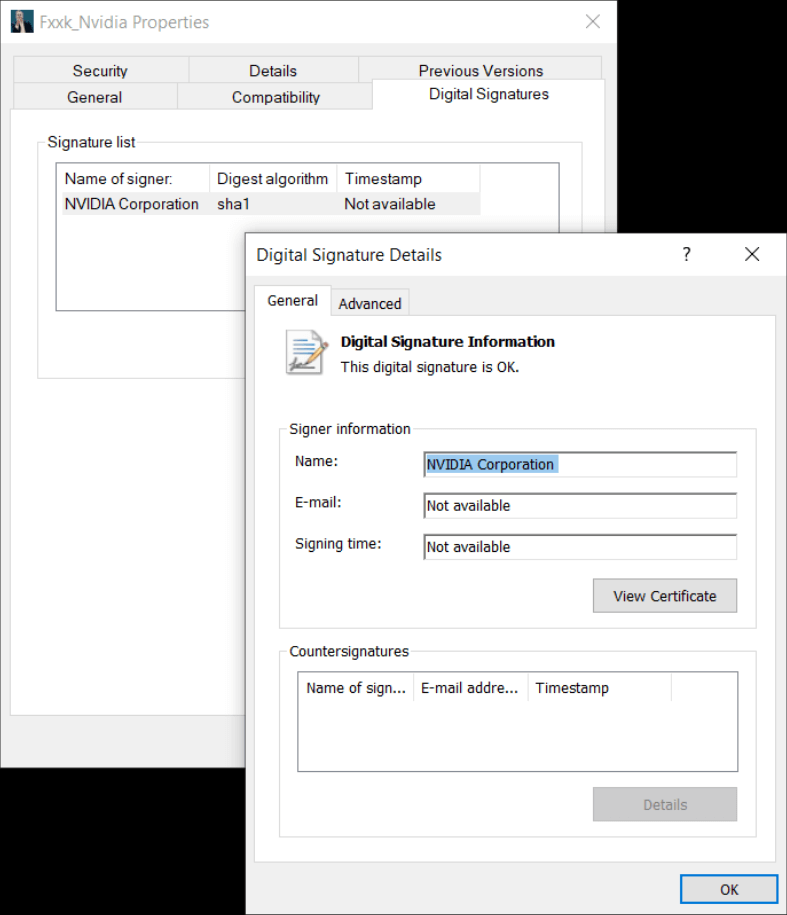 Fxxk_Nvidia Properties
Security Details Previous Versions
General Compatibility Digital Signatures
Signature list
Name of signer: Digest algorithm Timestamp
NVIDIA Corporation sha1 Not available
Digital Signature Details ?
General Advanced
Digital Signature Information
This digital signature is OK.
Signer information
Name: NVIDIA Corporation
E-mail: Not available
Signing time: Not available
View Certificate
Countersignatures
Name of sign... E-mail addre... Timestamp
Details
OK